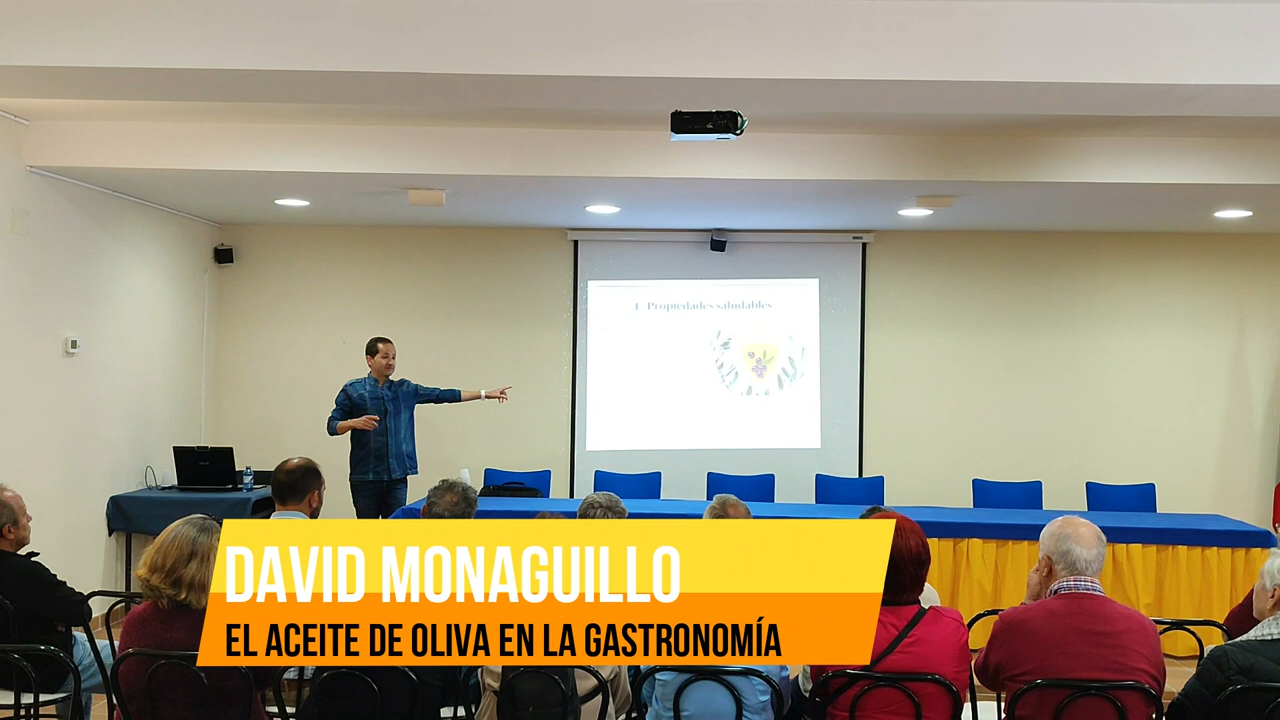 1. Propiedades saludables
DAVID MONAGUILLO
EL ACEITE DE OLIVA EN LA GASTRONOMÍA